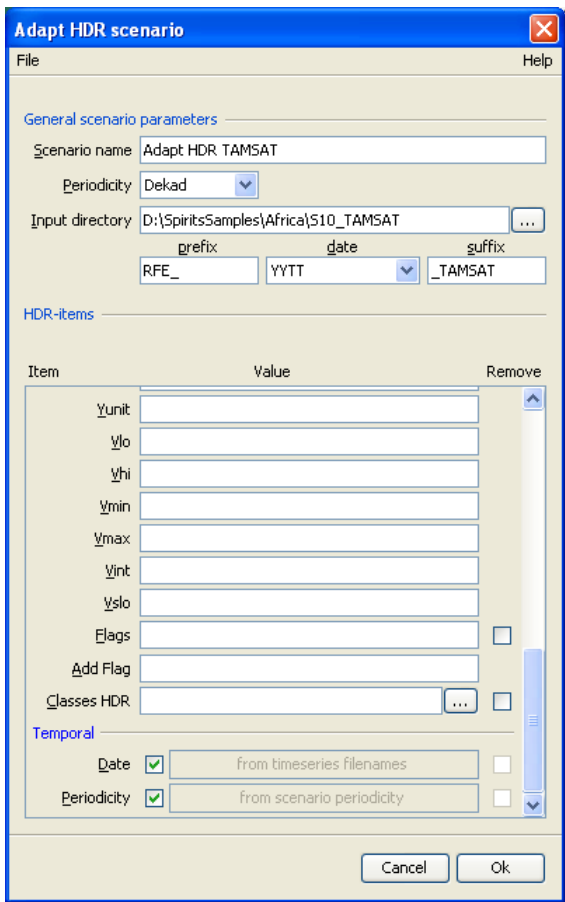 Adapt HDR scenario
File Help
General scenario parameters
Scenario name Adapt HDR TAMSAT
Periodicity Dekad
Input directory D:\SpiritsSamples\Africa\S10_TAMSAT ...
prefix date suffix
RFE_ YYTT _TAMSAT
HDR-items
Item Value Remove
Yunit
Vlo
Vhi
Vmin
Vmax
Vint
Vslo
Flags
Add Flag
Classes HDR ...
Temporal
Date from timeseries filenames
Periodicity from scenario periodicity
Cancel Ok